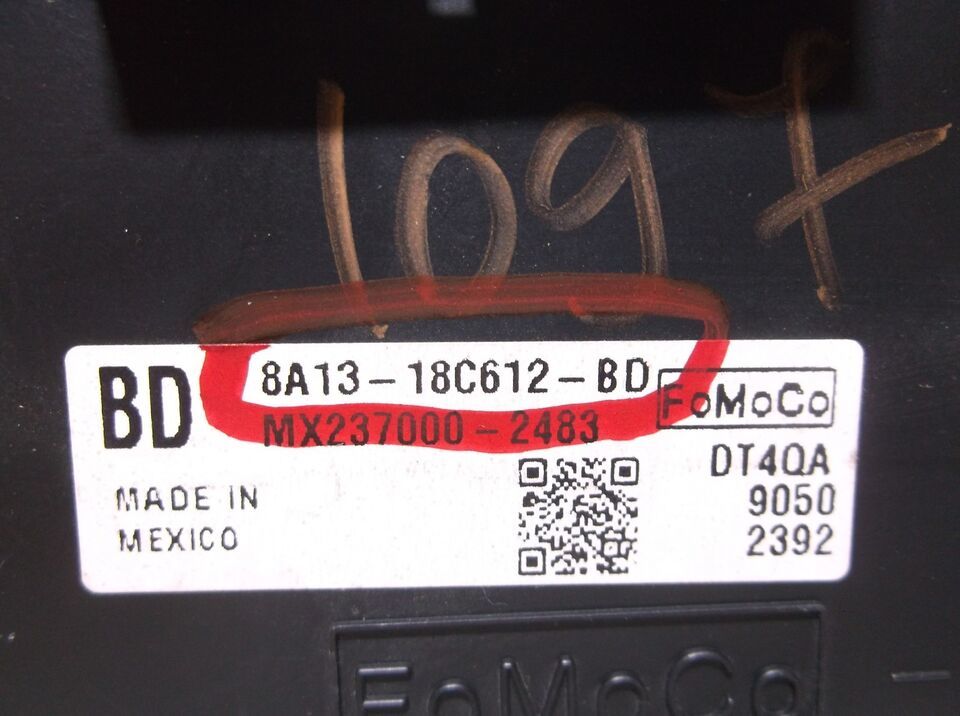 109X
BD
8A13-18C612-BD
MX237000-2483
FoMoCo
DT4QA
9050
2392
MADE IN
MEXICO
FoMoCo